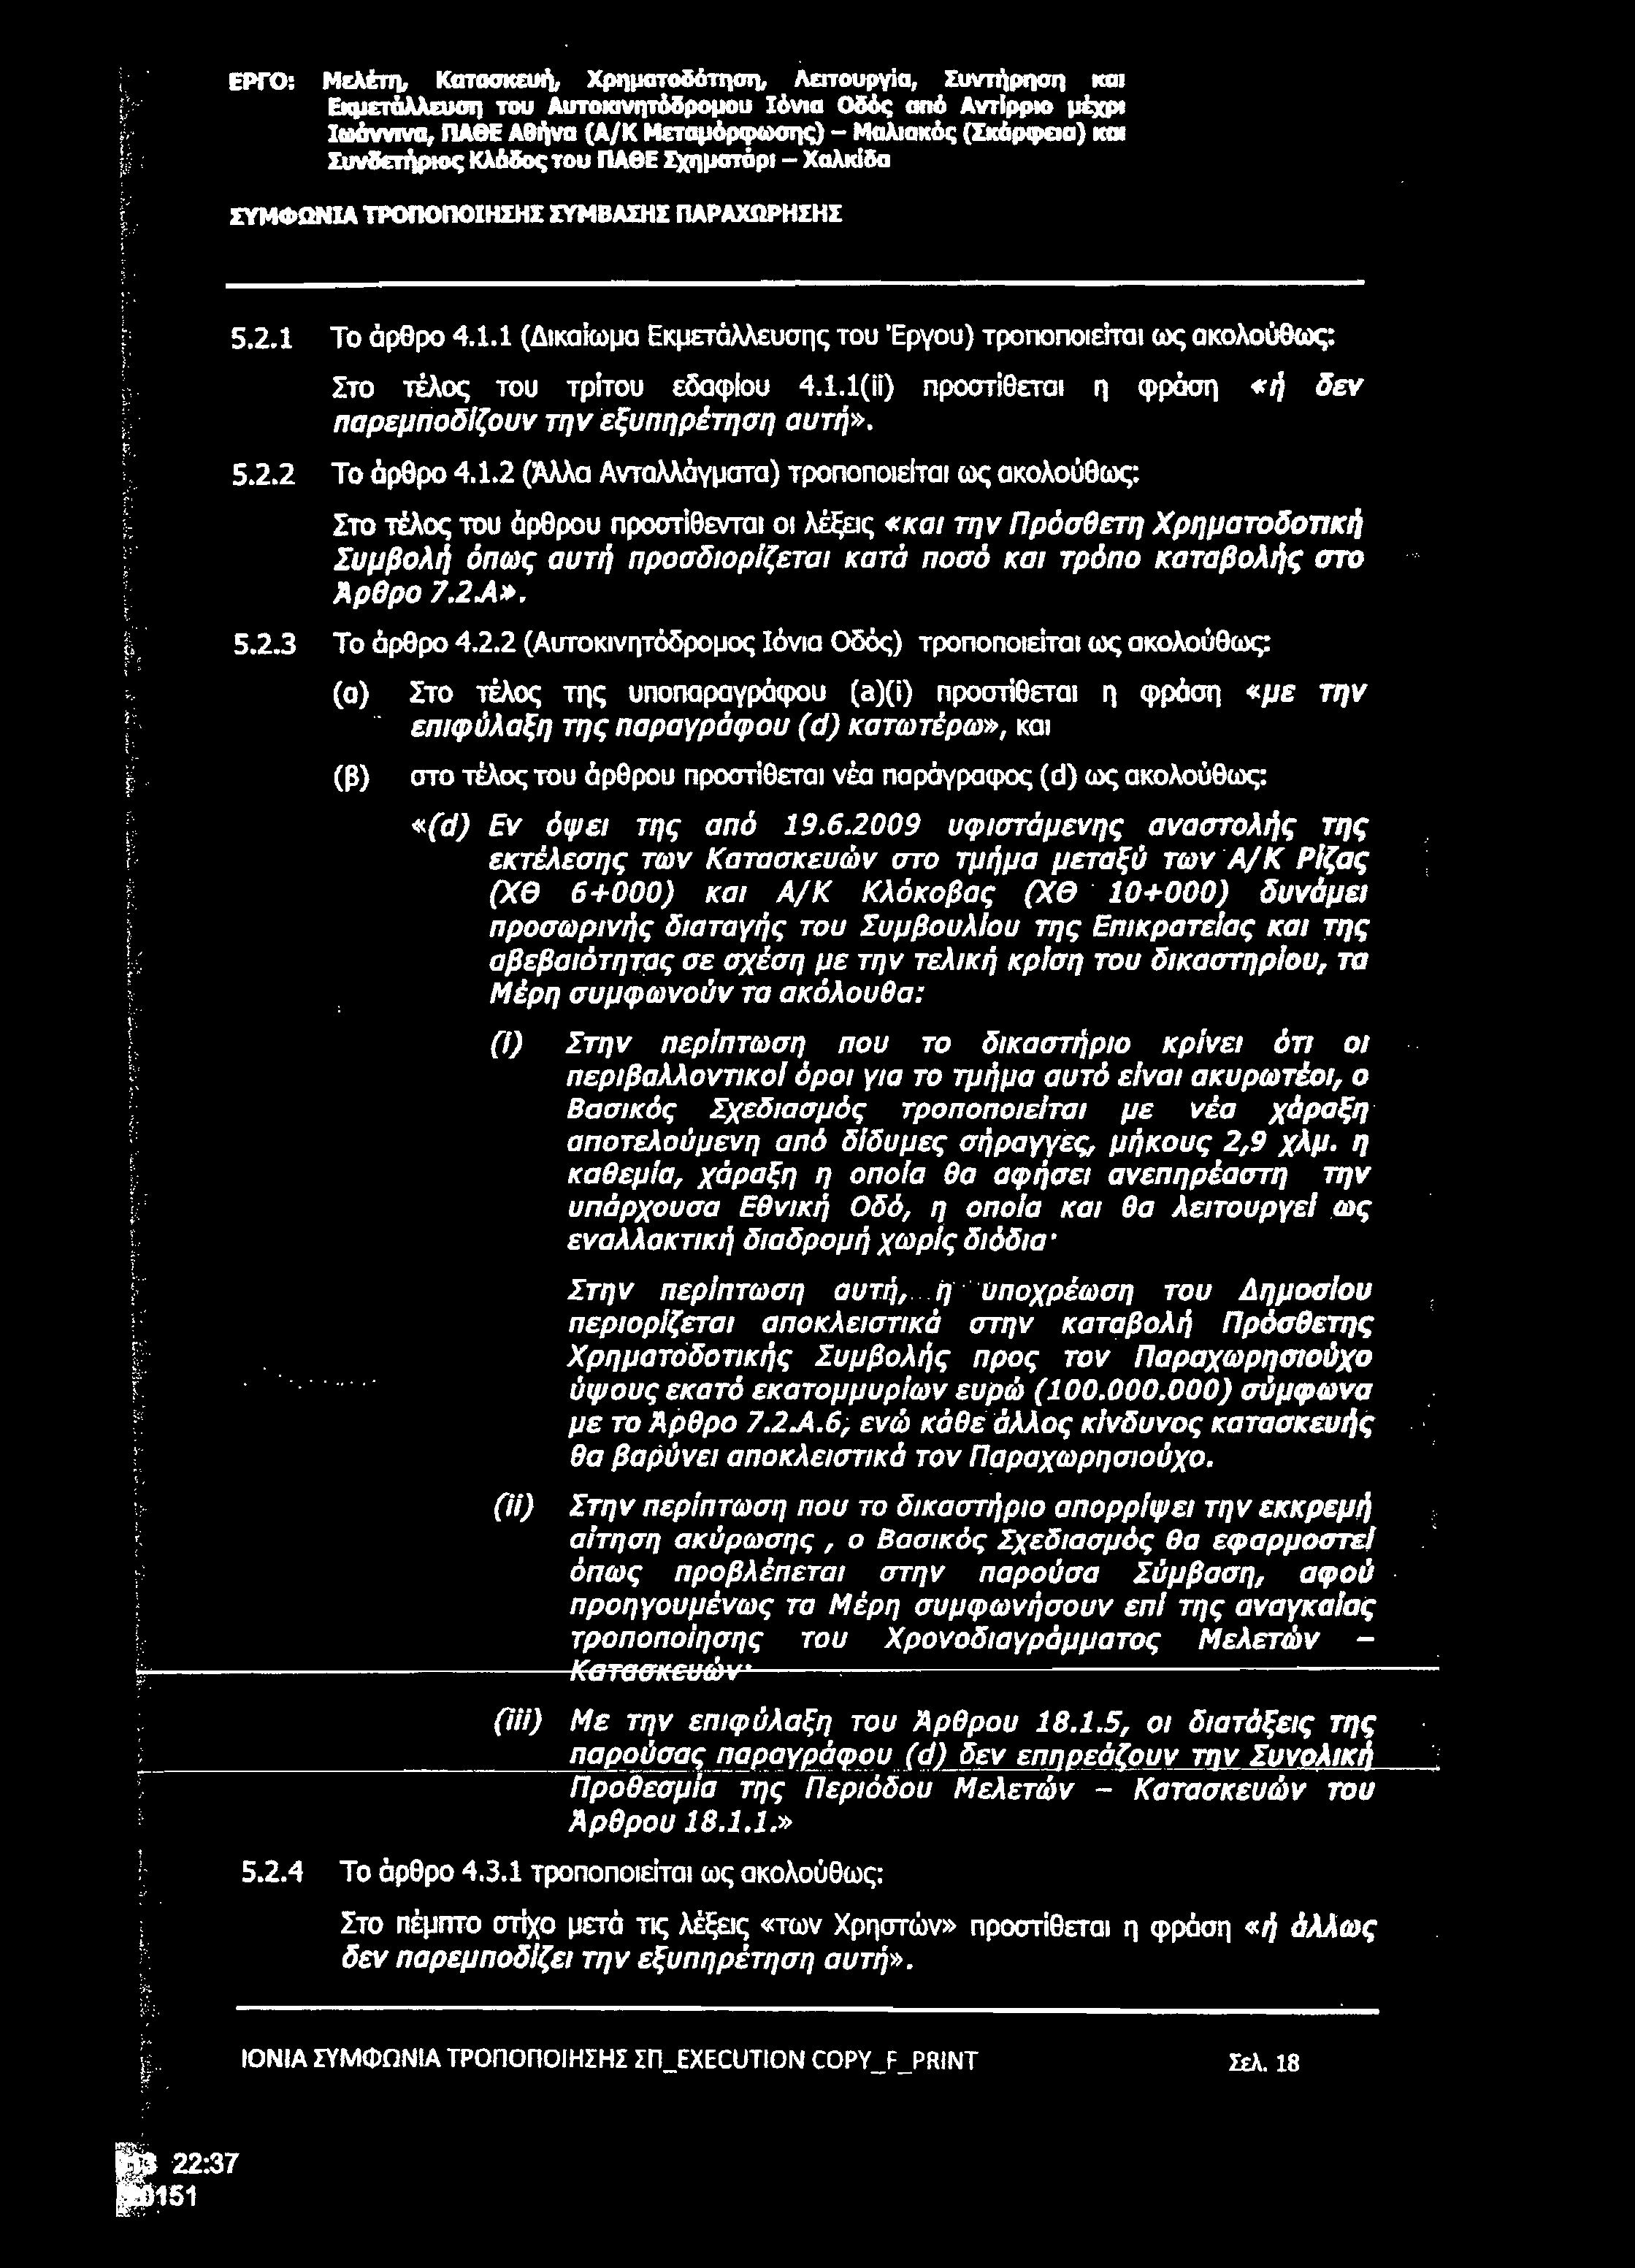 ΕΡΓΟ: Μελέτη, Κατασκευή, Χρηματοδότηση, Λειτουργία, Συντήρηση και
Εκμετάλλευση του Αυτοκινητόδρομου Ιόνια Οδός από Αντίρριο μέχρι
Ιωάννινα, ΠΑΘΕ Αθήνα (Α/Κ Μεταμόρφωσης) – Μαλιακός (Σκάρφεια) και
Συνδετήριος Κλάδος του ΠΑΘΕ Σχηματάρι – Χαλκίδα
ΣΥΜΦΩΝΙΑ ΤΡΟΠΟΠΟΙΗΣΗΣ ΣΥΜΒΑΣΗΣ ΠΑΡΑΧΩΡΗΣΗΣ
5.2.1 Το άρθρο 4.1.1 (Δικαίωμα Εκμετάλλευσης του Έργου) τροποποιείται ως ακολούθως:
Στο τέλος του τρίτου εδαφίου 4.1.1(ii) προστίθεται η φράση «ή δεν
παρεμποδίζουν την εξυπηρέτηση αυτή».
5.2.2 Το άρθρο 4.1.2 (Άλλα Ανταλλάγματα) τροποποιείται ως ακολούθως:
Στο τέλος του άρθρου προστίθενται οι λέξεις «και την Πρόσθετη Χρηματοδοτική
Συμβολή όπως αυτή προσδιορίζεται κατά ποσό και τρόπο καταβολής στο
Άρθρο 7.2.Α».
5.2.3 Το άρθρο 4.2.2 (Αυτοκινητόδρομος Ιόνια Οδός) τροποποιείται ως ακολούθως:
(α) Στο τέλος της υποπαραγράφου (a)(i) προστίθεται η φράση «με την
επιφύλαξη της παραγράφου (d) κατωτέρω», και
(β) στο τέλος του άρθρου προστίθεται νέα παράγραφος (d) ως ακολούθως:
«(d) Εν όψει της από 19.6.2009 υφιστάμενης αναστολής της
εκτέλεσης των Κατασκευών στο τμήμα μεταξύ των Α/Κ Ρίζας
(ΧΘ 6+000) και Α/Κ Κλόκοβας (ΧΘ 10+000) δυνάμει
προσωρινής διαταγής του Συμβουλίου της Επικρατείας και της
αβεβαιότητας σε σχέση με την τελική κρίση του δικαστηρίου, τα
Μέρη συμφωνούν τα ακόλουθα:
(i) Στην περίπτωση που το δικαστήριο κρίνει ότι οι
περιβαλλοντικοί όροι για το τμήμα αυτό είναι ακυρωτέοι, ο
Βασικός Σχεδιασμός τροποποιείται με νέα χάραξη
αποτελούμενη από δίδυμες σήραγγες, μήκους 2,9 χλμ. η
καθεμία, χάραξη η οποία θα αφήσει ανεπηρέαστη την
υπάρχουσα Εθνική Οδό, η οποία και θα λειτουργεί ως
εναλλακτική διαδρομή χωρίς διόδια·
Στην περίπτωση αυτή, η υποχρέωση του Δημοσίου
περιορίζεται αποκλειστικά στην καταβολή Πρόσθετης
Χρηματοδοτικής Συμβολής προς τον Παραχωρησιούχο
ύψους εκατό εκατομμυρίων ευρώ (100.000.000) σύμφωνα
με το Άρθρο 7.2.Α.6, ενώ κάθε άλλος κίνδυνος κατασκευής
θα βαρύνει αποκλειστικά τον Παραχωρησιούχο.
(ii) Στην περίπτωση που το δικαστήριο απορρίψει την εκκρεμή
αίτηση ακύρωσης , ο Βασικός Σχεδιασμός θα εφαρμοστεί
όπως προβλέπεται στην παρούσα Σύμβαση, αφού
προηγουμένως τα Μέρη συμφωνήσουν επί της αναγκαίας
τροποποίησης του Χρονοδιαγράμματος Μελετών –
Κατασκευών·
(iii) Με την επιφύλαξη του Άρθρου 18.1.5, οι διατάξεις της
παρούσας παραγράφου (d) δεν επηρεάζουν την Συνολική
Προθεσμία της Περιόδου Μελετών – Κατασκευών του
Άρθρου 18.1.1.»
5.2.4 Το άρθρο 4.3.1 τροποποιείται ως ακολούθως:
Στο πέμπτο στίχο μετά τις λέξεις «των Χρηστών» προστίθεται η φράση «ή άλλως
δεν παρεμποδίζει την εξυπηρέτηση αυτή».
ΙΟΝΙΑ ΣΥΜΦΩΝΙΑ ΤΡΟΠΟΠΟΙΗΣΗΣ ΣΠ_EXECUTION COPY_F_PRINT Σελ. 18
22:37
0151